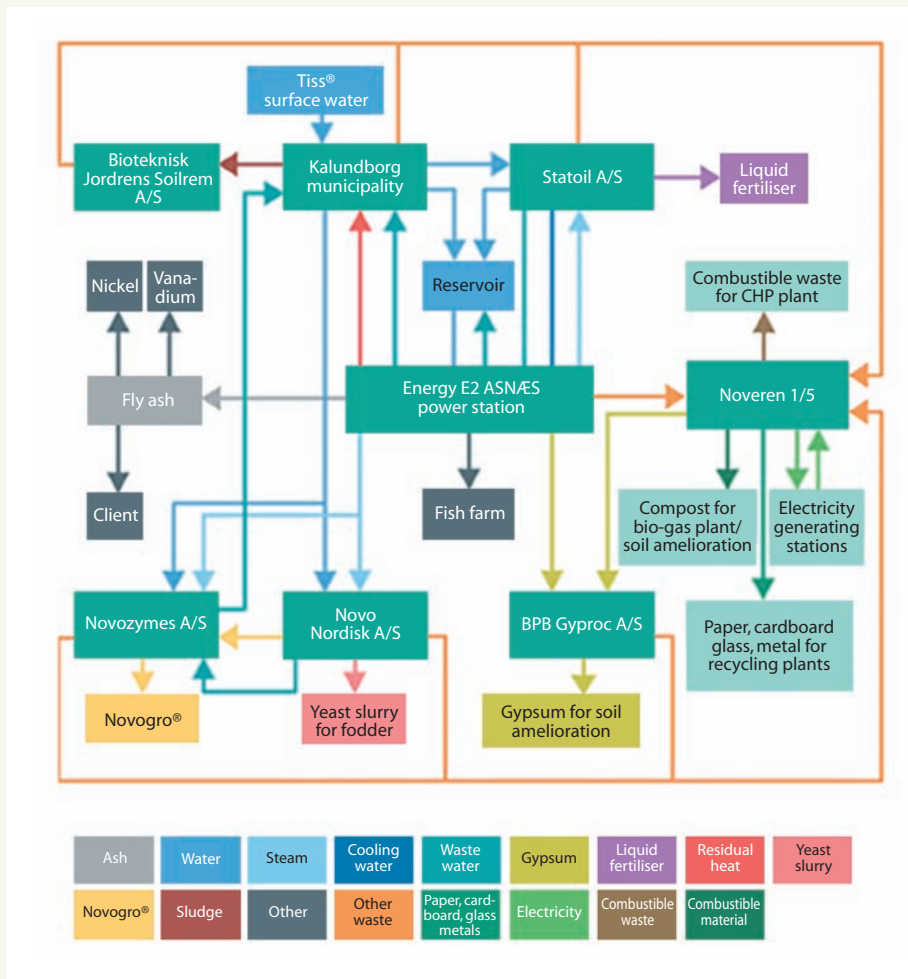 Tiss®
surface water
Bioteknisk
Jordrens Soilrem
A/S
Kalundborg
municipality
Statoil A/S
Liquid
fertiliser
Nickel
Vana-
dium
Reservoir
Combustible waste
for CHP plant
Fly ash
Energy E2 ASNÆS
power station
Noveren 1/5
Client
Fish farm
Compost for
bio-gas plant/
soil amelioration
Electricity
generating
stations
Novozymes A/S
Novo
Nordisk A/S
BPB Gyproc A/S
Paper, cardboard
glass, metal for
recycling plants
Novogro®
Yeast slurry
for fodder
Gypsum for soil
amelioration
Ash
Water
Steam
Cooling
water
Waste
water
Gypsum
Liquid
fertiliser
Residual
heat
Yeast
slurry
Novogro®
Sludge
Other
Other
waste
Paper, card-
board, glass
metals
Electricity
Combustible
waste
Combustible
material